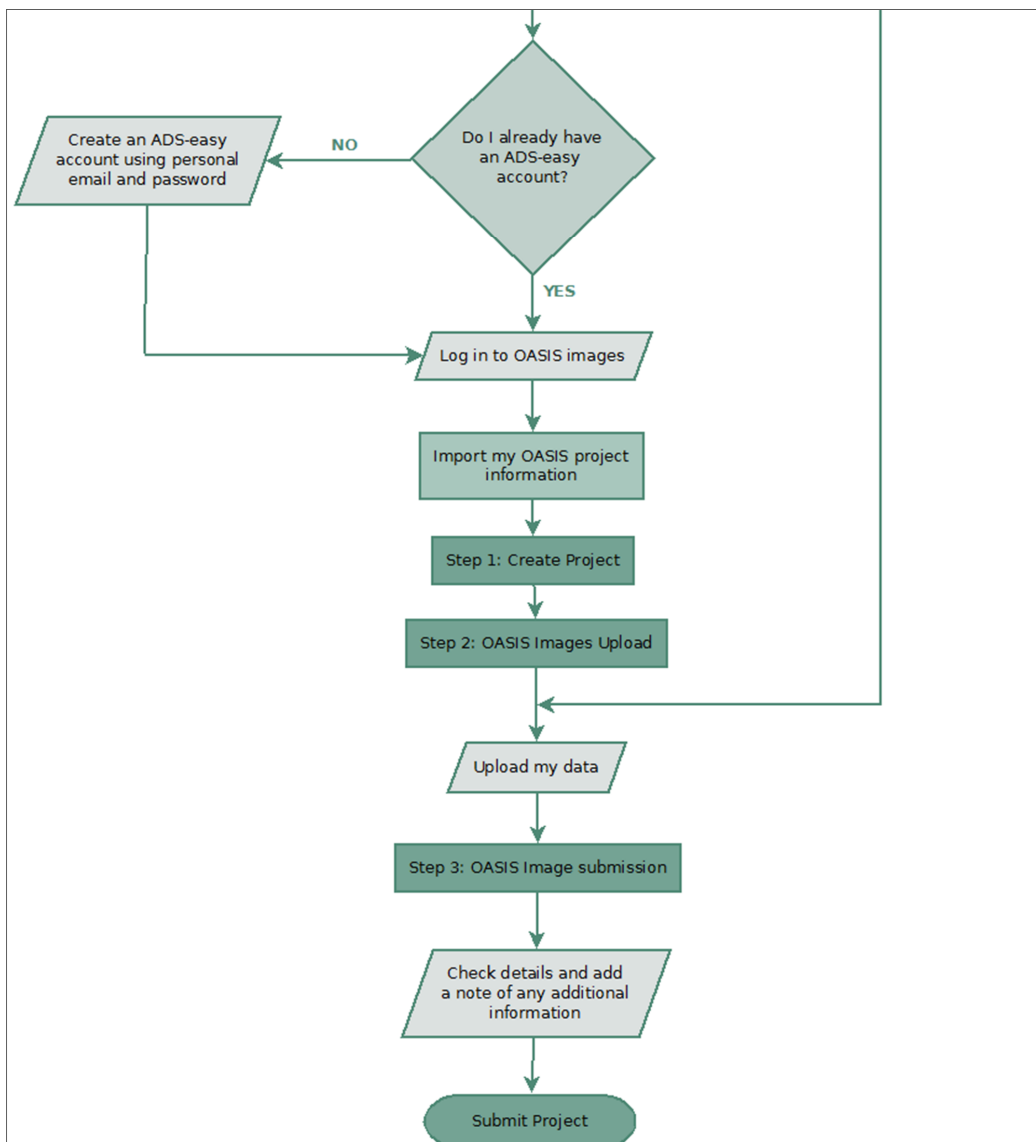 Do I already have
an ADS-easy
account?
NO
Create an ADS-easy
account using personal
email and password
YES
Log in to OASIS images
Import my OASIS project
information
Step 1: Create Project
Step 2: OASIS Images Upload
Upload my data
Step 3: OASIS Image submission
Check details and add
a note of any additional
information
Submit Project